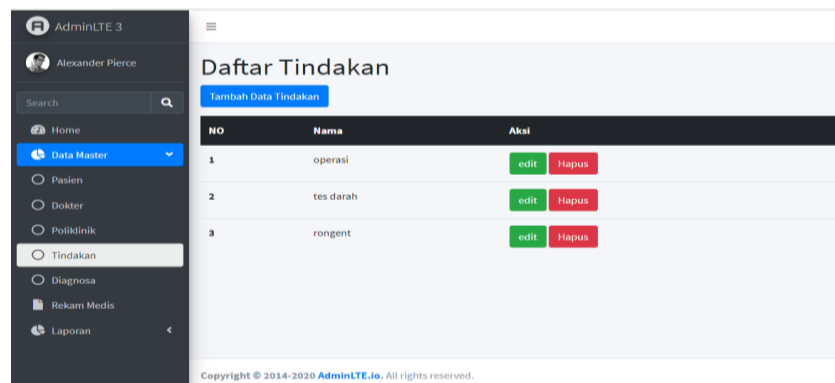 AdminLTE 3
Alexander Pierce
Search
Home
Data Master
Pasien
Dokter
Poliklinik
Tindakan
Diagnosa
Rekam Medis
Laporan
Daftar Tindakan
Tambah Data Tindakan
NO Nama Aksi
1 operasi edit Hapus
2 tes darah edit Hapus
3 rongent edit Hapus
Copyright © 2014-2020 AdminLTE.io. All rights reserved.